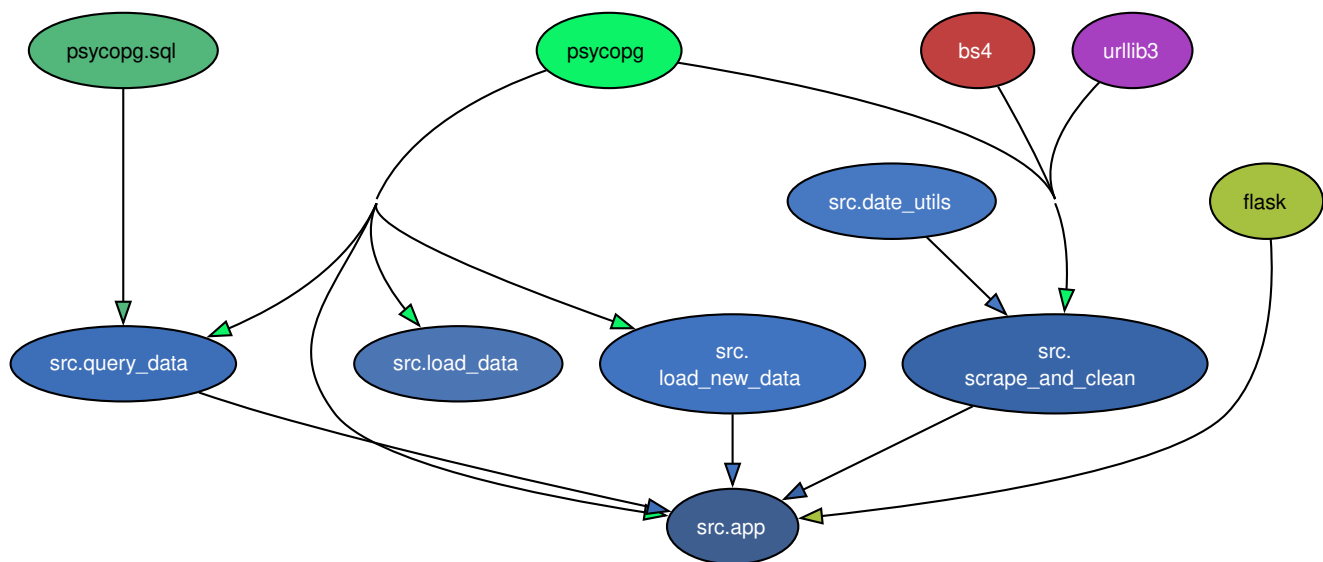 psycopg.sql
psycopg
bs4
urllib3
src.date_utils
flask
src.query_data
src.load_data
src.
load_new_data
src.
scrape_and_clean
src.app